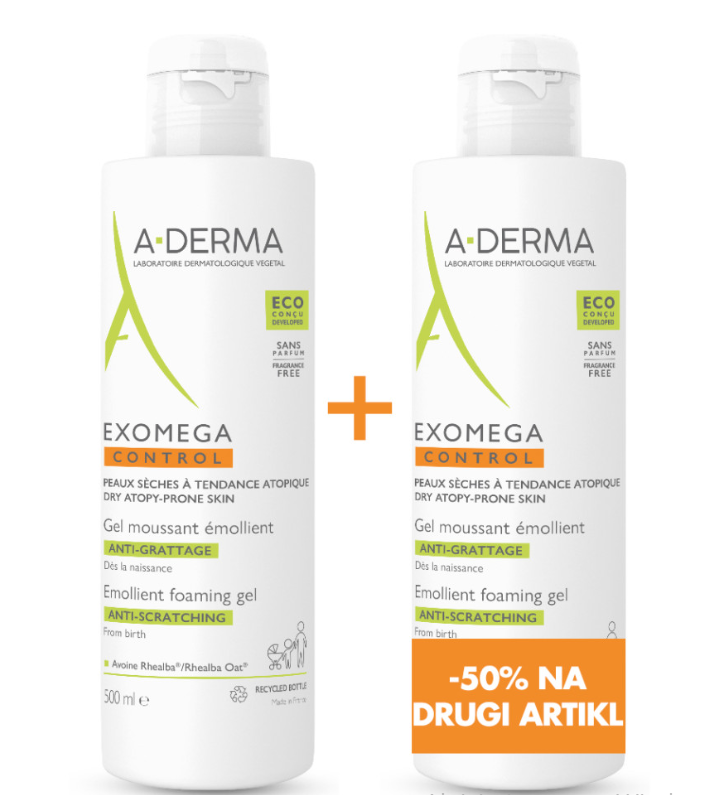 A-DERMA
LABORATOIRE DERMATOLOGIQUE VEGETAL
ECO
CONÇU
DEVELOPED
SANS
PARFUM
FRAGRANCE
FREE
EXOMEGA
CONTROL
PEAUX SÈCHES À TENDANCE ATOPIQUE
DRY ATOPY-PRONE SKIN
Gel moussant émollient
ANTI-GRATTAGE
Dès la naissance
Emollient foaming gel
ANTI-SCRATCHING
From birth
Avoine Rhealba®/Rhealba Oat®
500 ml e
RECYCLED BOTTLE
Made in France
+
A-DERMA
LABORATOIRE DERMATOLOGIQUE VEGETAL
ECO
CONÇU
DEVELOPED
SANS
PARFUM
FRAGRANCE
FREE
EXOMEGA
CONTROL
PEAUX SÈCHES À TENDANCE ATOPIQUE
DRY ATOPY-PRONE SKIN
Gel moussant émollient
ANTI-GRATTAGE
Dès la naissance
Emollient foaming gel
ANTI-SCRATCHING
From birth
-50% NA
DRUGI ARTIKL